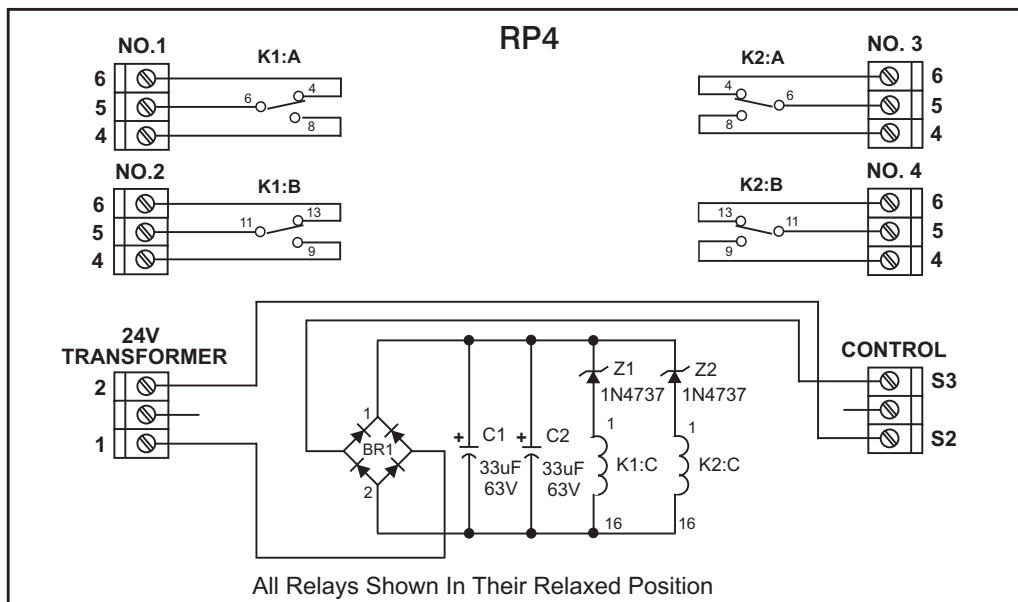 RP4
NO.1
K1:A
6
5
4
6
4
8
NO.2
K1:B
6
5
4
11
13
9
K2:A
NO. 3
4
6
8
6
5
4
K2:B
NO. 4
13
11
9
6
5
4
24V
TRANSFORMER
2
1
1
BR1
2
+ C1
33uF
63V
+ C2
33uF
63V
Z1
1N4737
1
K1:C
16
Z2
1N4737
1
K2:C
16
CONTROL
S3
S2
All Relays Shown In Their Relaxed Position